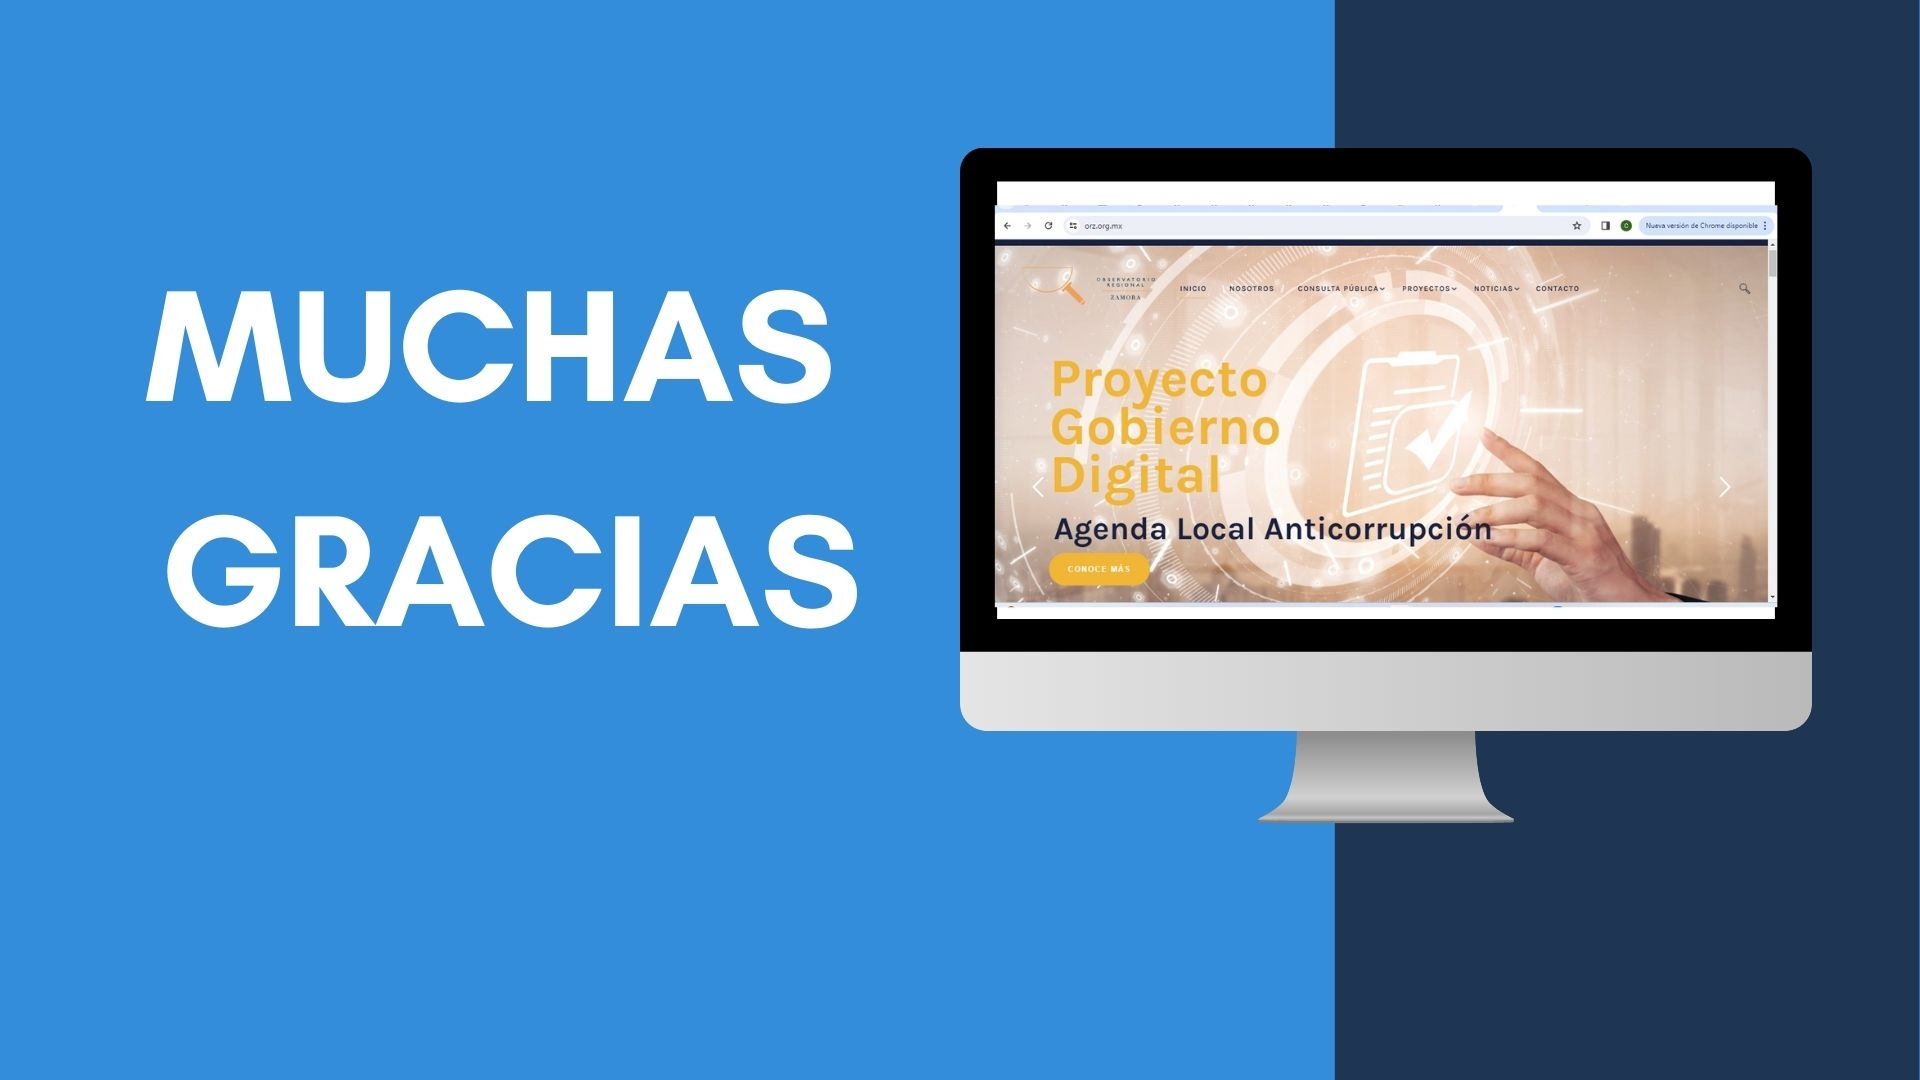 MUCHAS
GRACIAS
orz.org.mx
Nueva versión de Chrome disponible
OBSERVATORIO
REGIONAL
ZAMORA
INICIO NOSOTROS CONSULTA PÚBLICA PROYECTOS NOTICIAS CONTACTO
Proyecto
Gobierno
Digital
Agenda Local Anticorrupción
CONOCE MÁS